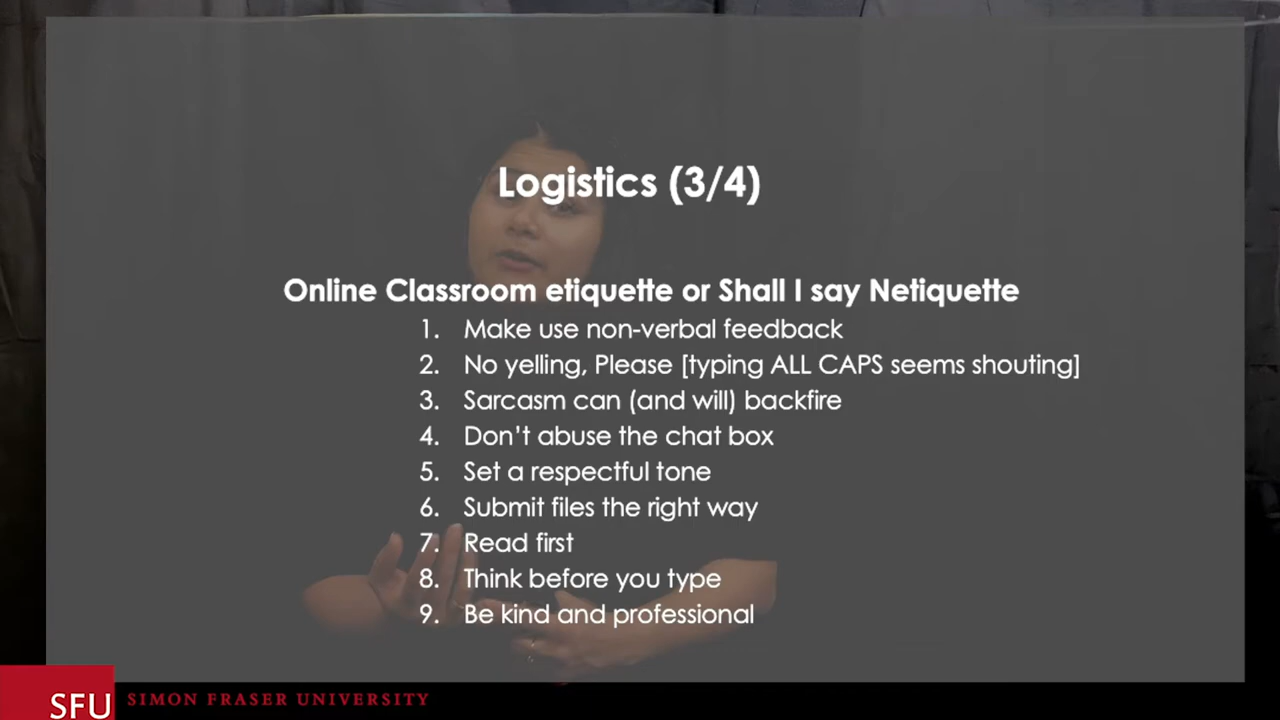 Logistics (3/4)
Online Classroom etiquette or Shall I say Netiquette
1. Make use non-verbal feedback
2. No yelling, Please [typing ALL CAPS seems shouting]
3. Sarcasm can (and will) backfire
4. Don't abuse the chat box
5. Set a respectful tone
6. Submit files the right way
7. Read first
8. Think before you type
9. Be kind and professional
SFU SIMON FRASER UNIVERSITY